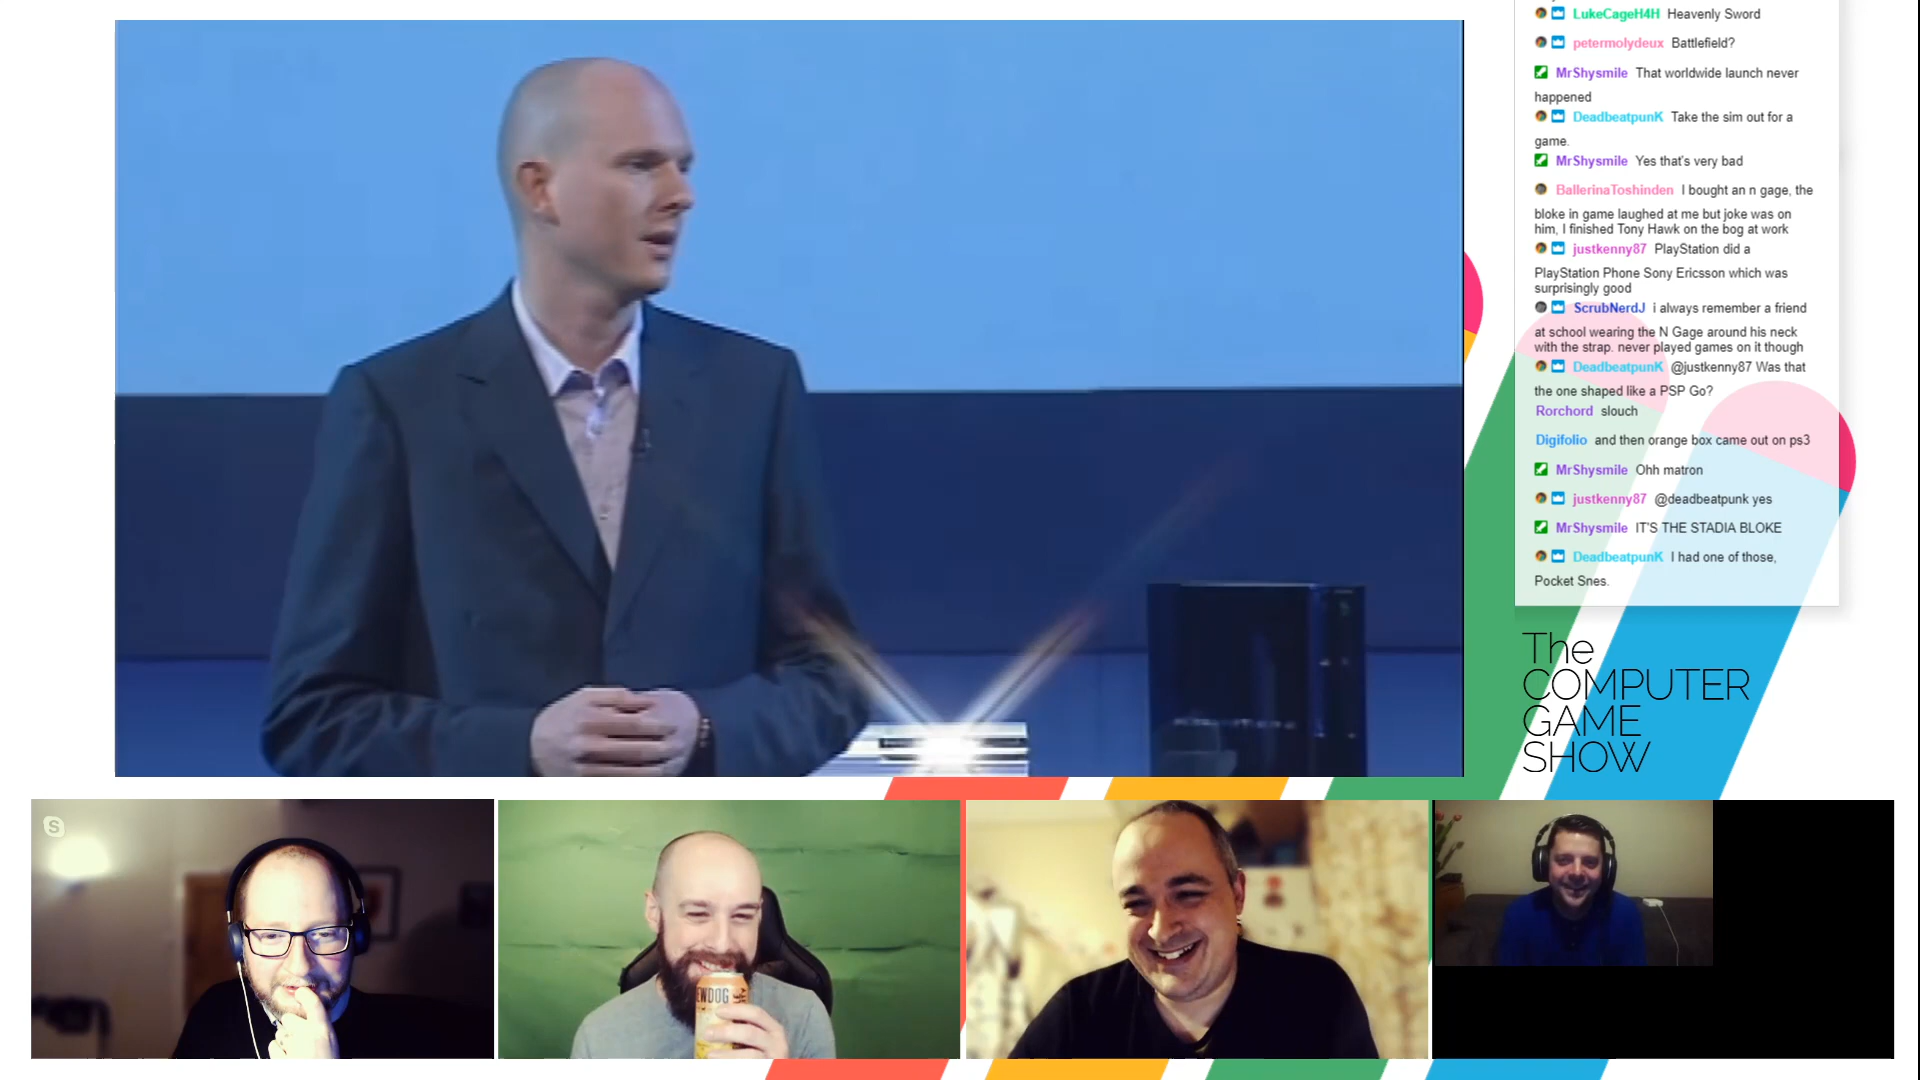 LukeCageH4H Heavenly Sword
petermolydeux Battlefield?
MrShysmile That worldwide launch never
happened
DeadbeatpunK Take the sim out for a
game.
MrShysmile Yes that's very bad
BallerinaToshinden I bought an n gage, the
bloke in game laughed at me but joke was on
him, I finished Tony Hawk on the bog at work
justkenny87 PlayStation did a
PlayStation Phone Sony Ericsson which was
surprisingly good
ScrubNerdJ i always remember a friend
at school wearing the N Gage around his neck
with the strap. never played games on it though
DeadbeatpunK @justkenny87 Was that
the one shaped like a PSP Go?
Rorchord slouch
Digifolio and then orange box came out on ps3
MrShysmile Ohh matron
justkenny87 @deadbeatpunk yes
MrShysmile IT'S THE STADIA BLOKE
DeadbeatpunK I had one of those,
Pocket Snes.
The
COMPUTER
GAME
SHOW
S
EWDOG